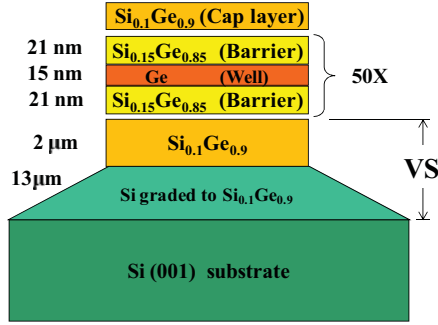 Si₀.₁Ge₀.₉ (Cap layer)
21 nm
Si₀.₁₅Ge₀.₈₅ (Barrier)
15 nm
Ge (Well)
50X
21 nm
Si₀.₁₅Ge₀.₈₅ (Barrier)
2 μm
Si₀.₁Ge₀.₉
VS
13μm
Si graded to Si₀.₁Ge₀.₉
Si (001) substrate